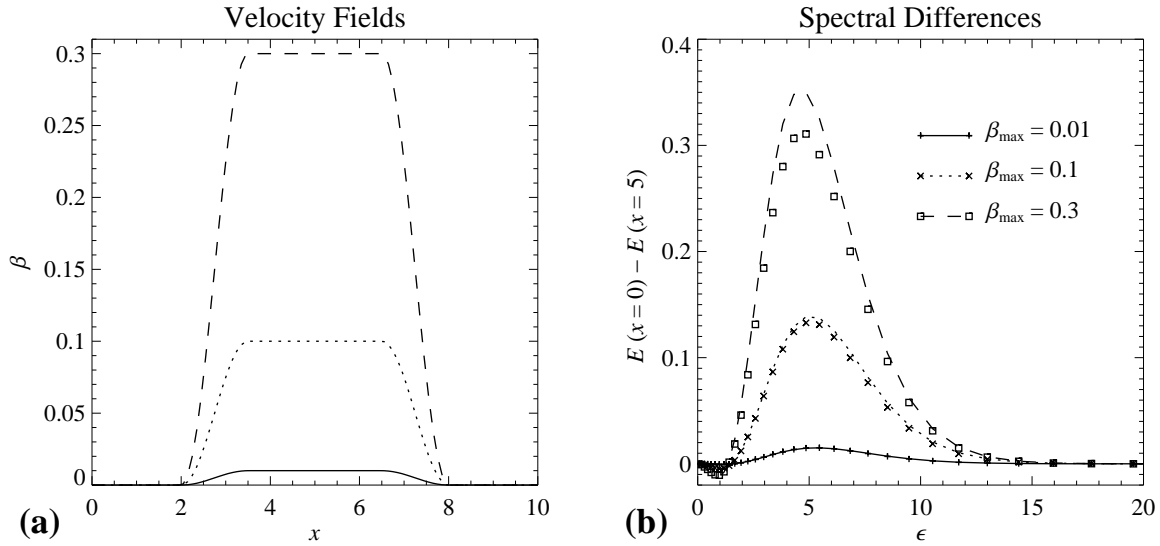 Velocity Fields
0.3
0.25
0.2
0.15
0.1
0.05
0
β
0 2 4 6 8 10
x
(a)
Spectral Differences
0.4
0.3
0.2
0.1
0
E (x = 0) − E (x = 5)
βmax = 0.01
βmax = 0.1
βmax = 0.3
0 5 10 15 20
ϵ
(b)